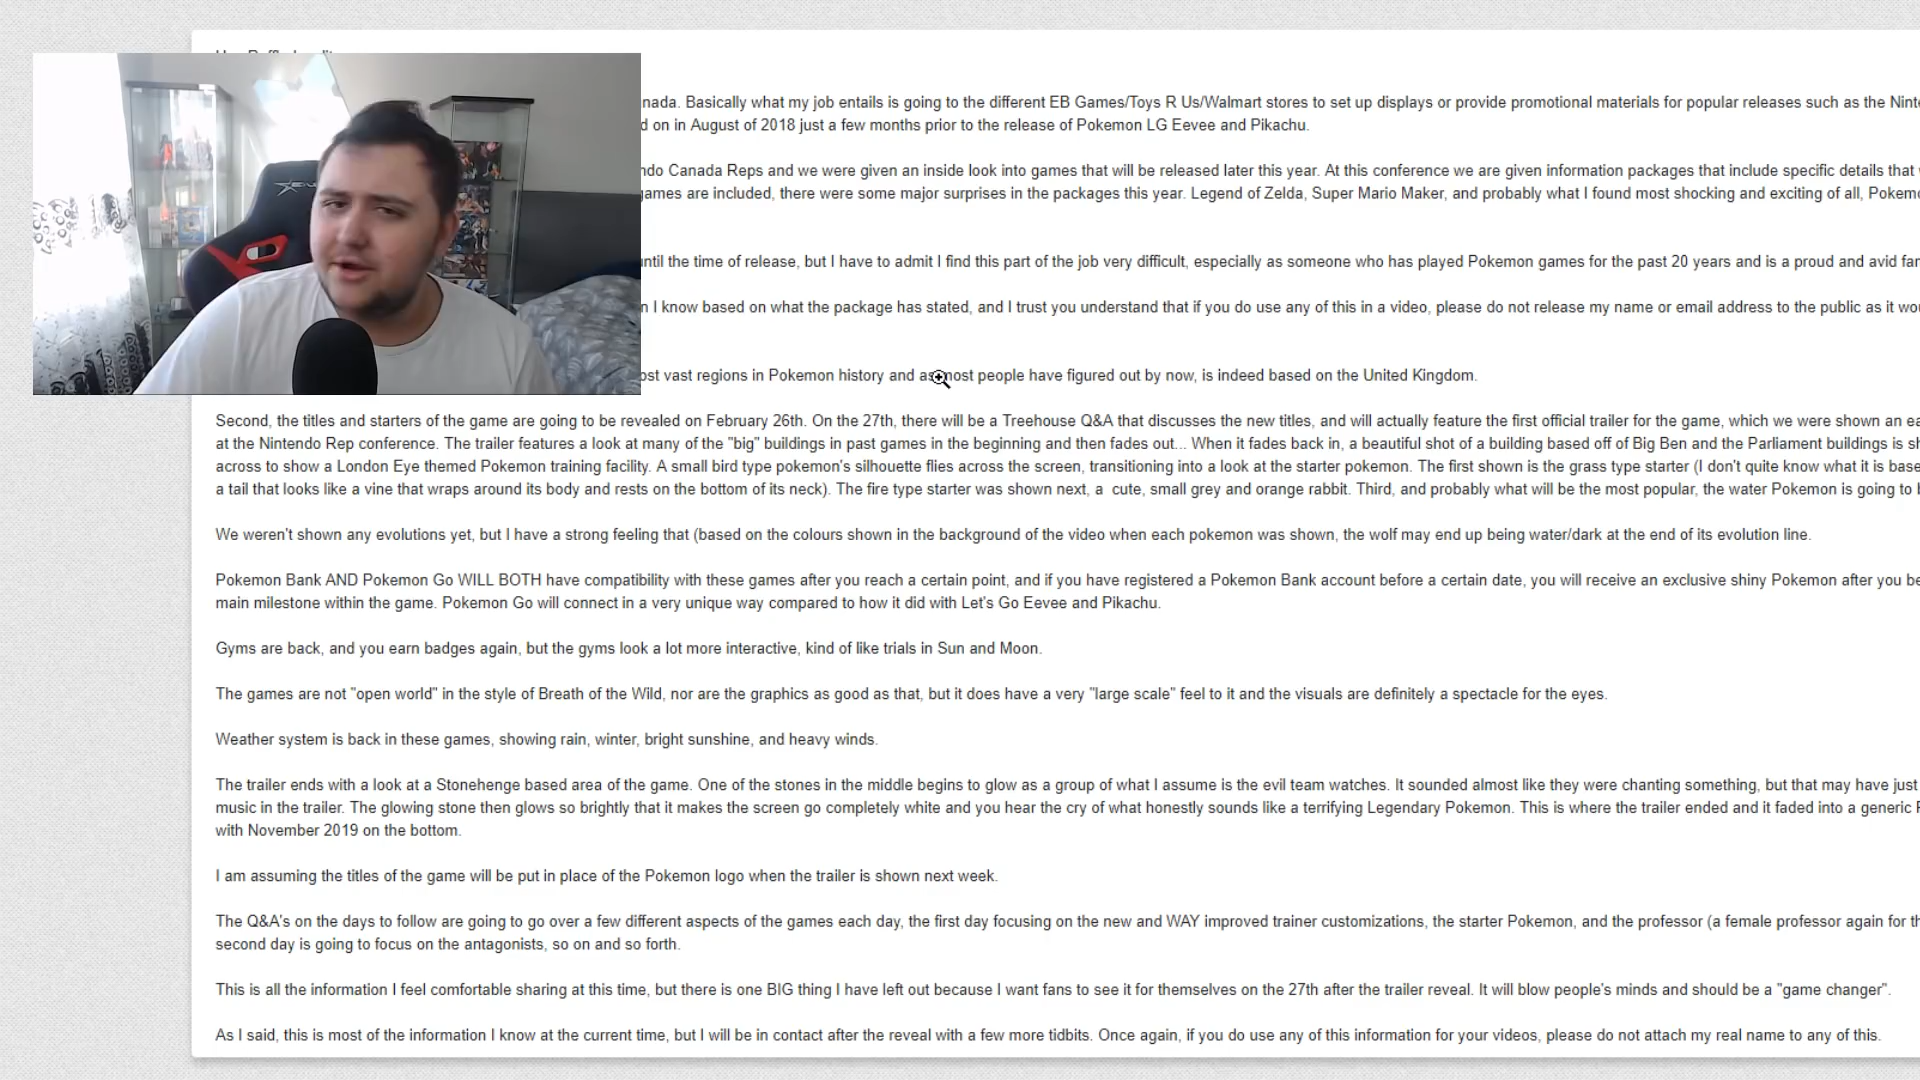 nada. Basically what my job entails is going to the different EB Games/Toys R Us/Walmart stores to set up displays or provide promotional materials for popular releases such as the
d on in August of 2018 just a few months prior to the release of Pokemon LG Eevee and Pikachu.
ndo Canada Reps and we were given an inside look into games that will be released later this year. At this conference we are given information packages that include specific details that
games are included, there were some major surprises in the packages this year. Legend of Zelda, Super Mario Maker, and probably what I found most shocking and exciting of all,
until the time of release, but I have to admit I find this part of the job very difficult, especially as someone who has played Pokemon games for the past 20 years and is a proud and avid
n I know based on what the package has stated, and I trust you understand that if you do use any of this in a video, please do not release my name or email address to the public as it
ost vast regions in Pokemon history and as most people have figured out by now, is indeed based on the United Kingdom.
Second, the titles and starters of the game are going to be revealed on February 26th. On the 27th, there will be a Treehouse Q&A that discusses the new titles, and will actually feature the first official trailer for the game, which we were shown an
at the Nintendo Rep conference. The trailer features a look at many of the "big" buildings in past games in the beginning and then fades out... When it fades back in, a beautiful shot of a building based off of Big Ben and the Parliament buildings is
across to show a London Eye themed Pokemon training facility. A small bird type pokemon's silhouette flies across the screen, transitioning into a look at the starter pokemon. The first shown is the grass type starter (I don't quite know what it is
a tail that looks like a vine that wraps around its body and rests on the bottom of its neck). The fire type starter was shown next, a cute, small grey and orange rabbit. Third, and probably what will be the most popular, the water Pokemon is going to
We weren't shown any evolutions yet, but I have a strong feeling that (based on the colours shown in the background of the video when each pokemon was shown, the wolf may end up being water/dark at the end of its evolution line.
Pokemon Bank AND Pokemon Go WILL BOTH have compatibility with these games after you reach a certain point, and if you have registered a Pokemon Bank account before a certain date, you will receive an exclusive shiny Pokemon after you
main milestone within the game. Pokemon Go will connect in a very unique way compared to how it did with Let's Go Eevee and Pikachu.
Gyms are back, and you earn badges again, but the gyms look a lot more interactive, kind of like trials in Sun and Moon.
The games are not "open world" in the style of Breath of the Wild, nor are the graphics as good as that, but it does have a very "large scale" feel to it and the visuals are definitely a spectacle for the eyes.
Weather system is back in these games, showing rain, winter, bright sunshine, and heavy winds.
The trailer ends with a look at a Stonehenge based area of the game. One of the stones in the middle begins to glow as a group of what I assume is the evil team watches. It sounded almost like they were chanting something, but that may have just
music in the trailer. The glowing stone then glows so brightly that it makes the screen go completely white and you hear the cry of what honestly sounds like a terrifying Legendary Pokemon. This is where the trailer ended and it faded into a generic
with November 2019 on the bottom.
I am assuming the titles of the game will be put in place of the Pokemon logo when the trailer is shown next week.
The Q&A's on the days to follow are going to go over a few different aspects of the games each day, the first day focusing on the new and WAY improved trainer customizations, the starter Pokemon, and the professor (a female professor again for
second day is going to focus on the antagonists, so on and so forth.
This is all the information I feel comfortable sharing at this time, but there is one BIG thing I have left out because I want fans to see it for themselves on the 27th after the trailer reveal. It will blow people's minds and should be a "game changer".
As I said, this is most of the information I know at the current time, but I will be in contact after the reveal with a few more tidbits. Once again, if you do use any of this information for your videos, please do not attach my real name to any of this.